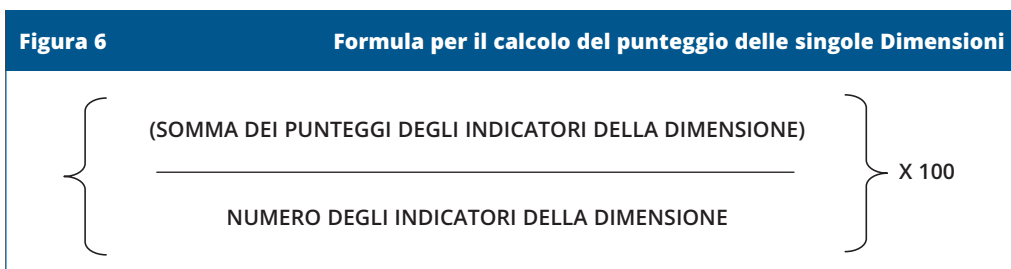 Figura 6
Formula per il calcolo del punteggio delle singole Dimensioni
(SOMMA DEI PUNTEGGI DEGLI INDICATORI DELLA DIMENSIONE)
X 100
NUMERO DEGLI INDICATORI DELLA DIMENSIONE